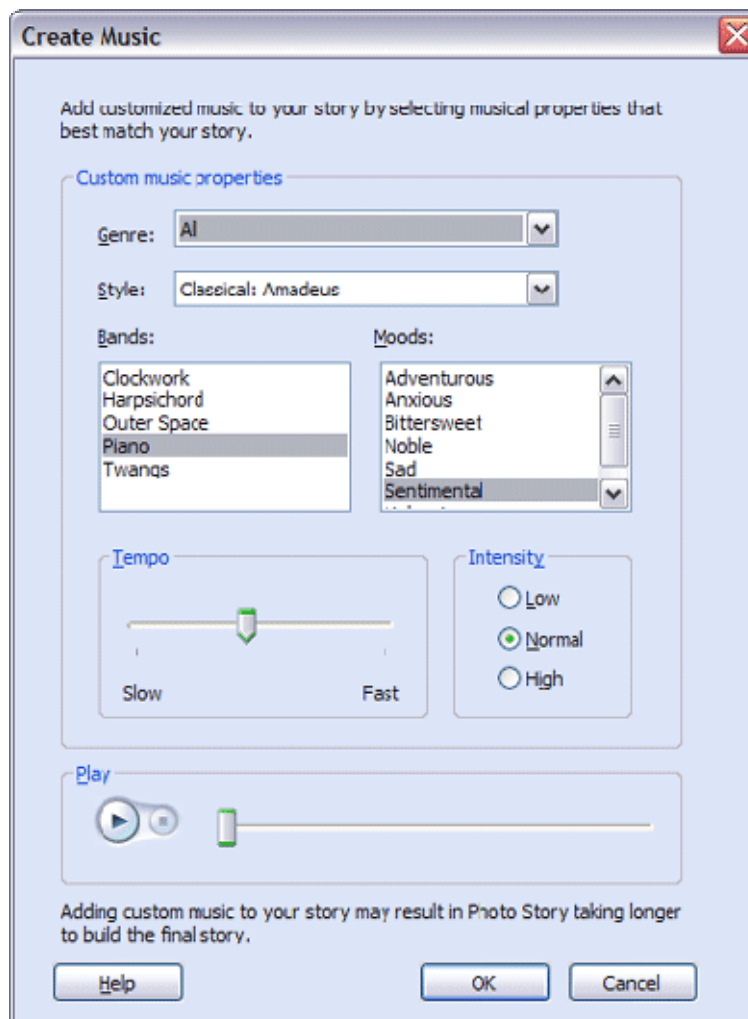 Create Music
Add customized music to your story by selecting musical properties that
best match your story.
Custom music properties
Genre: Al
Style: Classical: Amadeus
Bands: Moods:
Clockwork Adventurous
Harpsichord Anxious
Outer Space Bittersweet
Piano Noble
Twangs Sad
Sentimental
Tempo Intensity
Low
Normal
High
Slow Fast
Play
Adding custom music to your story may result in Photo Story taking longer
to build the final story.
Help OK Cancel